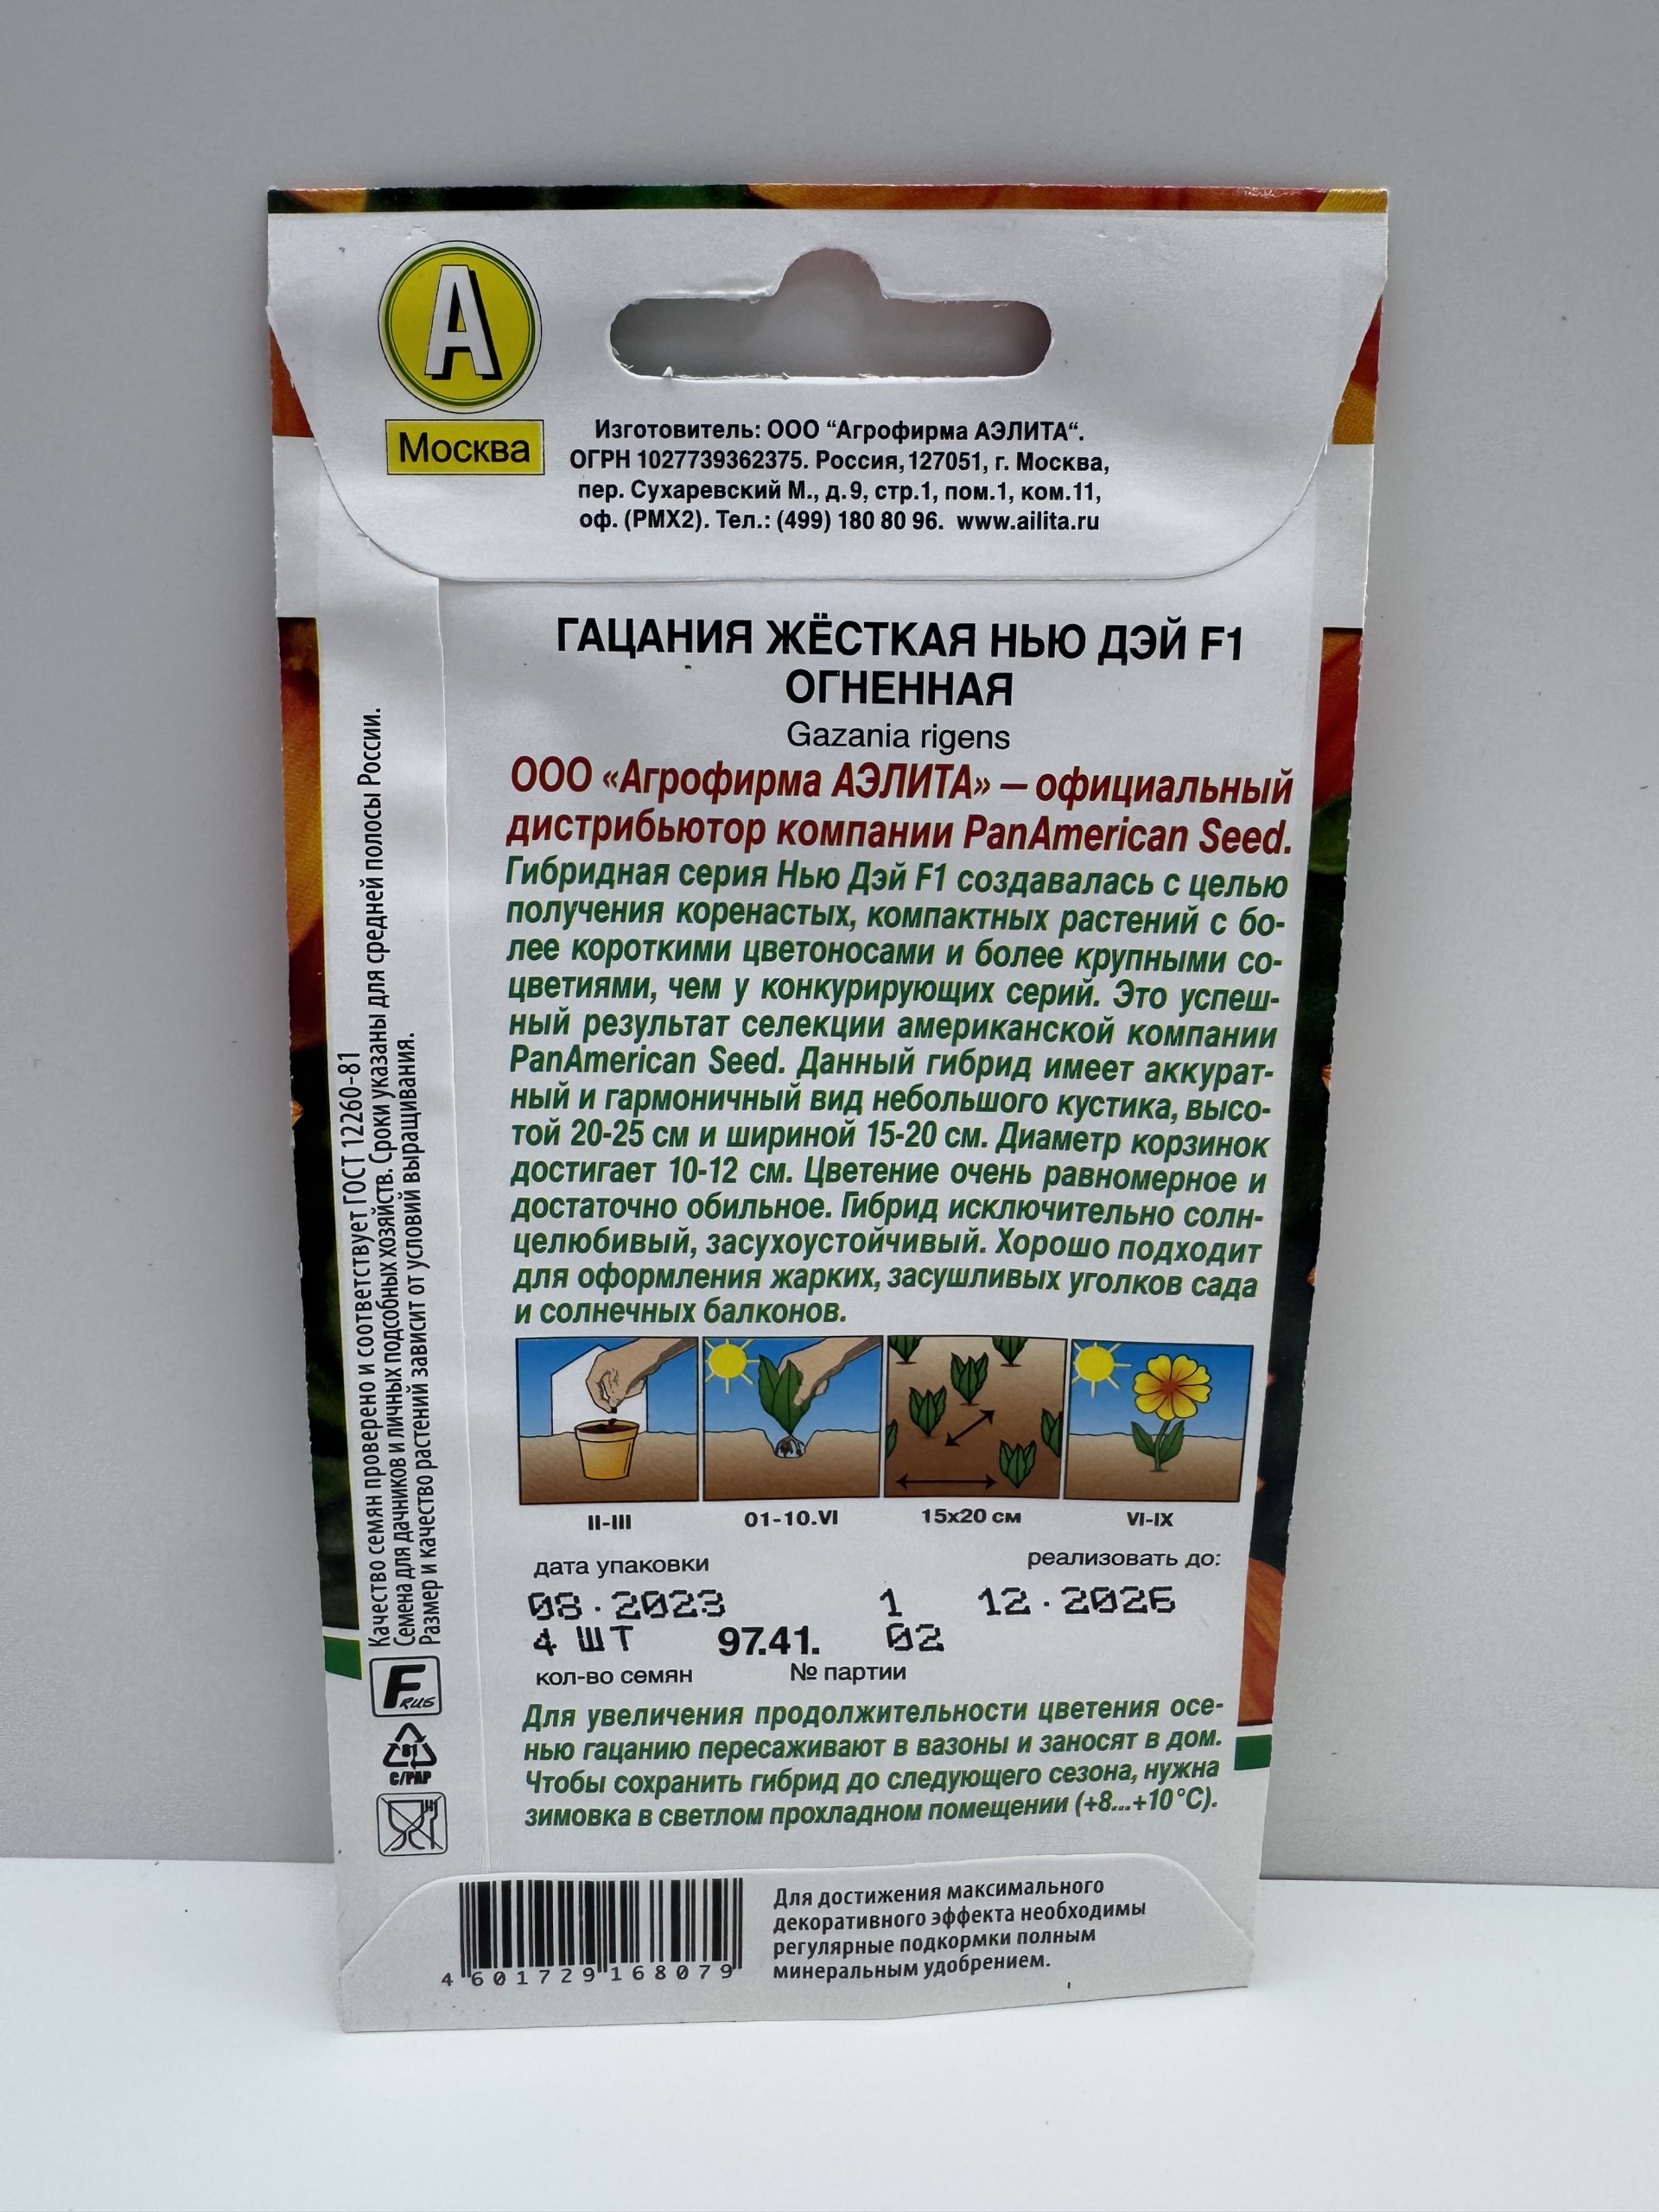 А
Москва
Изготовитель: ООО “Агрофирма АЭЛИТА“.
ОГРН 1027739362375. Россия, 127051, г. Москва,
пер. Сухаревский М., д.9, стр.1, пом.1, ком.11,
оф. (РМХ2). Тел.: (499) 180 80 96. www.ailita.ru
ГАЦАНИЯ ЖЁСТКАЯ НЬЮ ДЭЙ F1
ОГНЕННАЯ
Gazania rigens
ООО «Агрофирма АЭЛИТА» — официальный
дистрибьютор компании PanAmerican Seed.
Гибридная серия Нью Дэй F1 создавалась с целью
получения коренастых, компактных растений с бо-
лее короткими цветоносами и более крупными со-
цветиями, чем у конкурирующих серий. Это успеш-
ный результат селекции американской компании
PanAmerican Seed. Данный гибрид имеет аккурат-
ный и гармоничный вид небольшого кустика, высо-
той 20-25 см и шириной 15-20 см. Диаметр корзинок
достигает 10-12 см. Цветение очень равномерное и
достаточно обильное. Гибрид исключительно солн-
целюбивый, засухоустойчивый. Хорошо подходит
для оформления жарких, засушливых уголков сада
и солнечных балконов.
II-III 01-10.VI 15x20 см VI-IX
дата упаковки реализовать до:
08.2023 1 12.2026
4 ШТ 97.41. 02
кол-во семян № партии
Для увеличения продолжительности цветения осе-
нью гацанию пересаживают в вазоны и заносят в дом.
Чтобы сохранить гибрид до следующего сезона, нужна
зимовка в светлом прохладном помещении (+8...+10°С).
Качество семян проверено и соответствует ГОСТ 12260-81
Семена для дачников и личных подсобных хозяйств. Сроки указаны для средней полосы России.
Размер и качество растений зависит от условий выращивания.
F RUS
81
C/PAP
4 601729 168079
Для достижения максимального
декоративного эффекта необходимы
регулярные подкормки полным
минеральным удобрением.